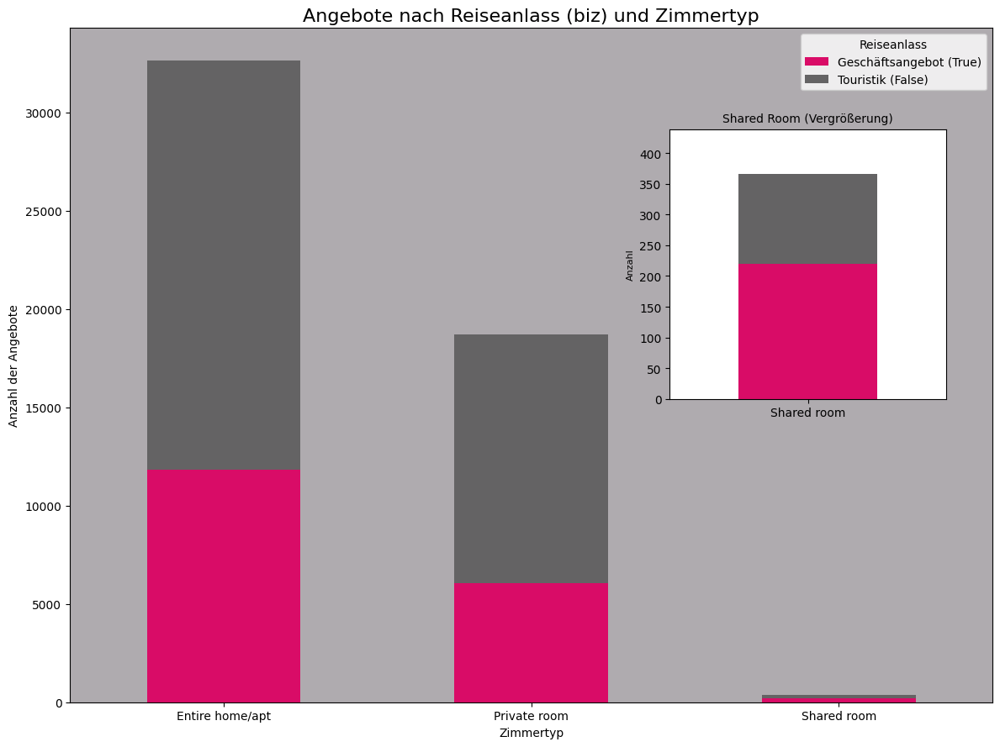 Angebote nach Reiseanlass (biz) und Zimmertyp
Reiseanlass
Geschäftsangebot (True)
Touristik (False)
Shared Room (Vergrößerung)
400
350
300
250
200
150
100
50
0
Anzahl
Shared room
30000
25000
20000
15000
10000
5000
0
Anzahl der Angebote
Entire home/apt Private room Shared room
Zimmertyp